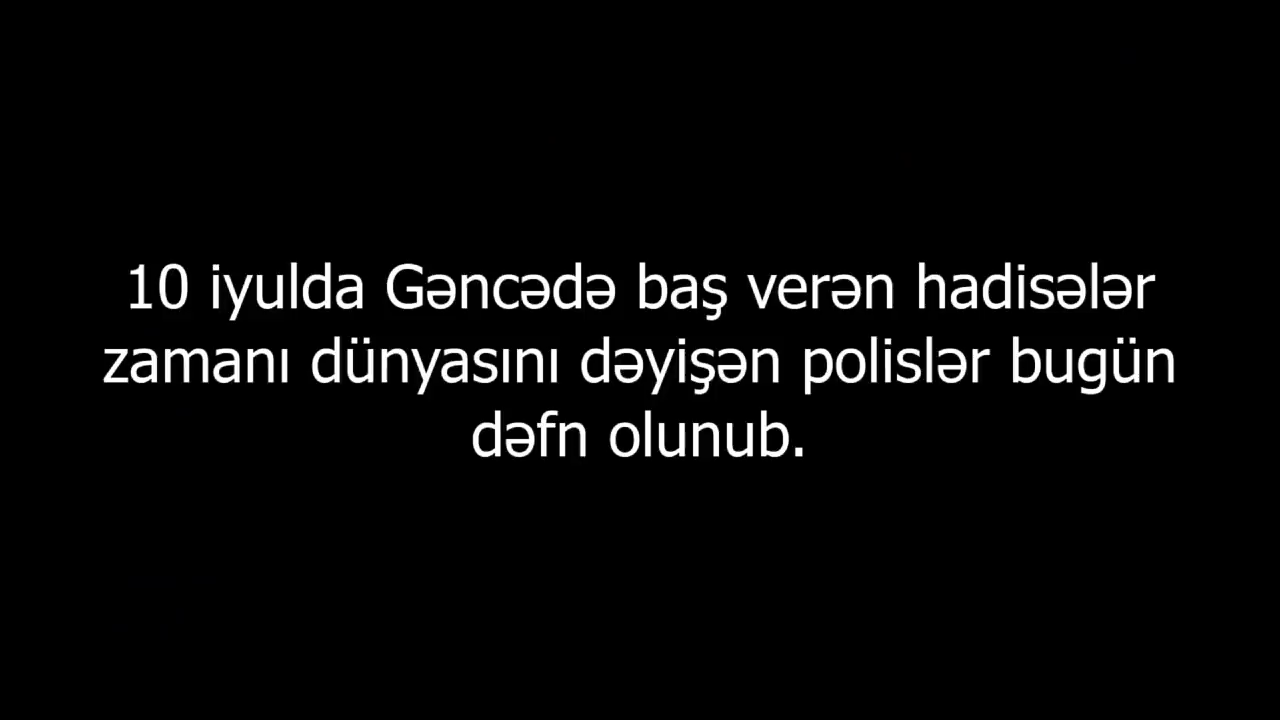 10 iyulda Gəncədə baş verən hadisələr
zamanı dünyasını dəyişən polislər bugün
dəfn olunub.